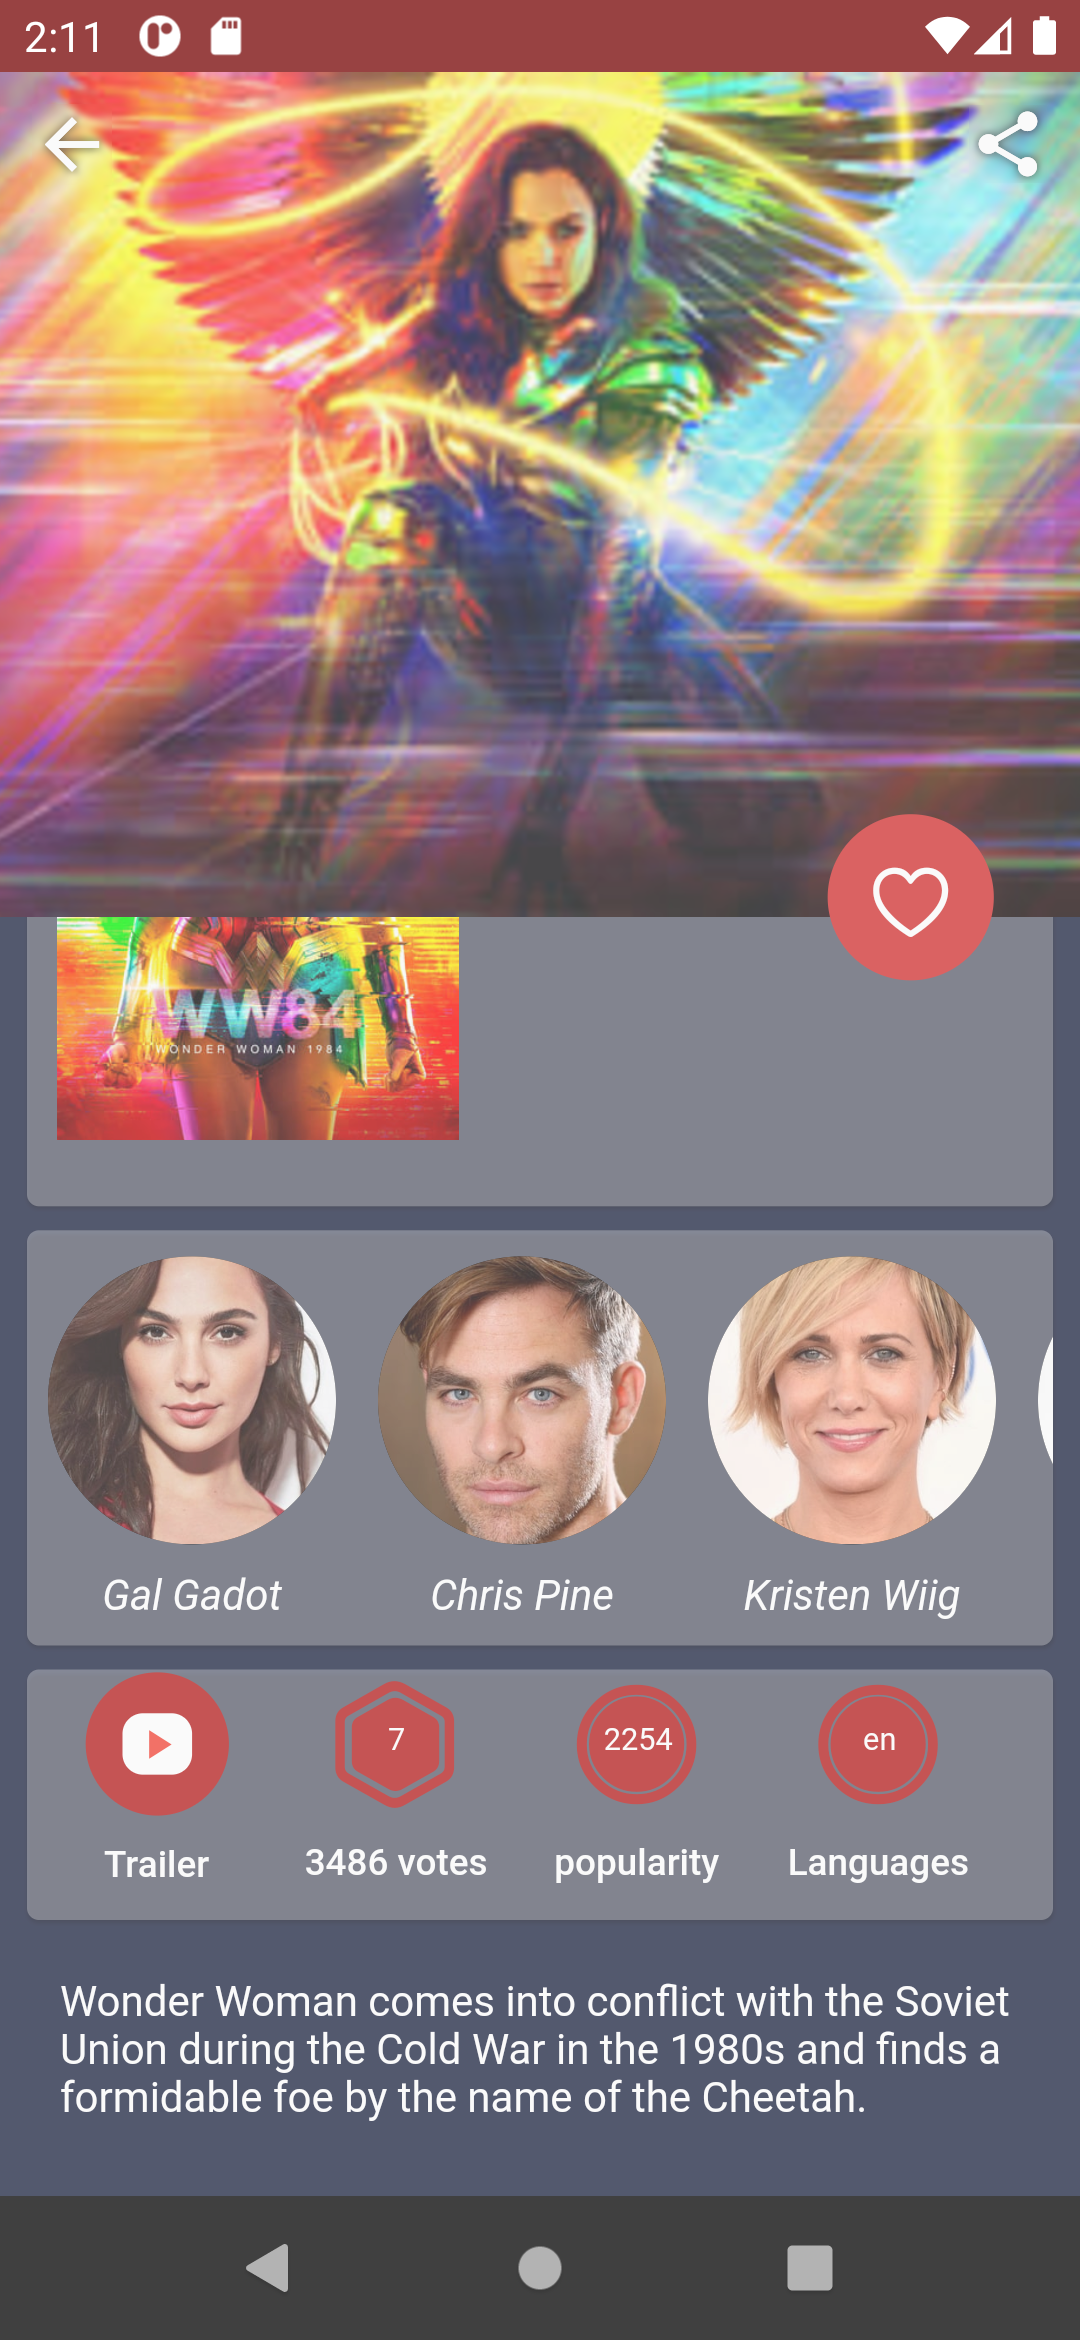 2:11
WW84
WONDER WOMAN 1984
Gal Gadot
Chris Pine
Kristen Wiig
7
2254
en
Trailer
3486 votes
popularity
Languages
Wonder Woman comes into conflict with the Soviet
Union during the Cold War in the 1980s and finds a
formidable foe by the name of the Cheetah.